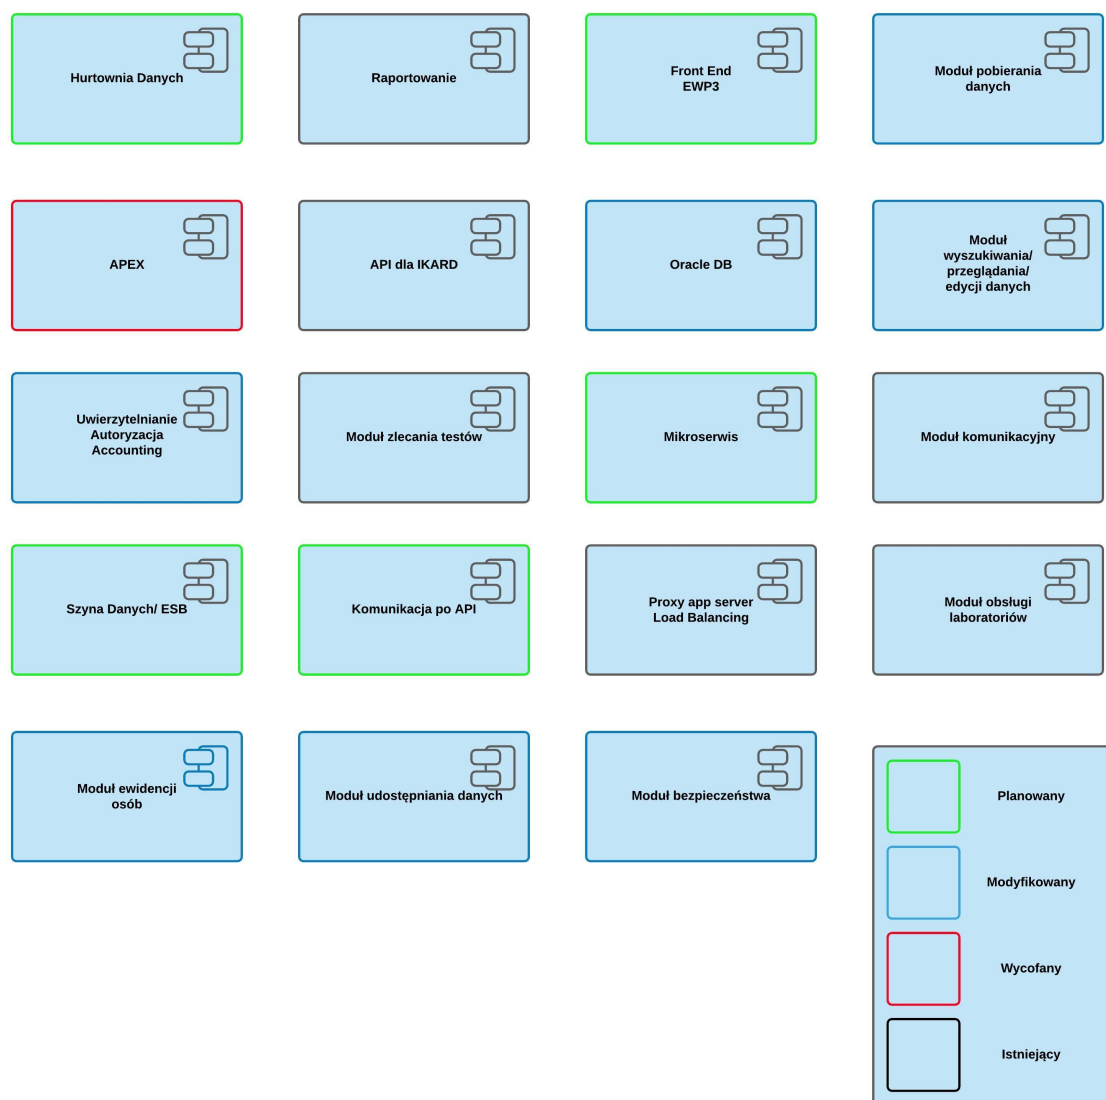 Hurtownia Danych
Raportowanie
Front End
EWP3
Moduł pobierania
danych
APEX
API dla IKARD
Oracle DB
Moduł
wyszukiwania/
przeglądania/
edycji danych
Uwierzytelnianie
Autoryzacja
Accounting
Moduł zlecania testów
Mikroserwis
Moduł komunikacyjny
Szyna Danych/ ESB
Komunikacja po API
Proxy app server
Load Balancing
Moduł obsługi
laboratoriów
Moduł ewidencji
osób
Moduł udostępniania danych
Moduł bezpieczeństwa
Planowany
Modyfikowany
Wycofany
Istniejący